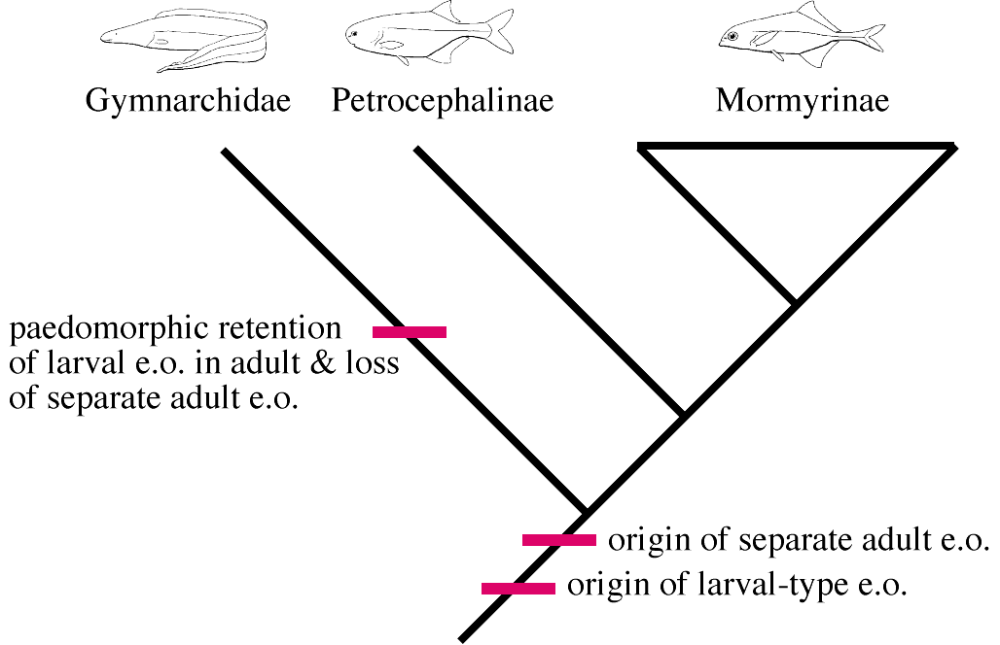 Gymnarchidae
Petrocephalinae
Mormyrinae
paedomorphic retention
of larval e.o. in adult & loss
of separate adult e.o.
origin of separate adult e.o.
origin of larval-type e.o.